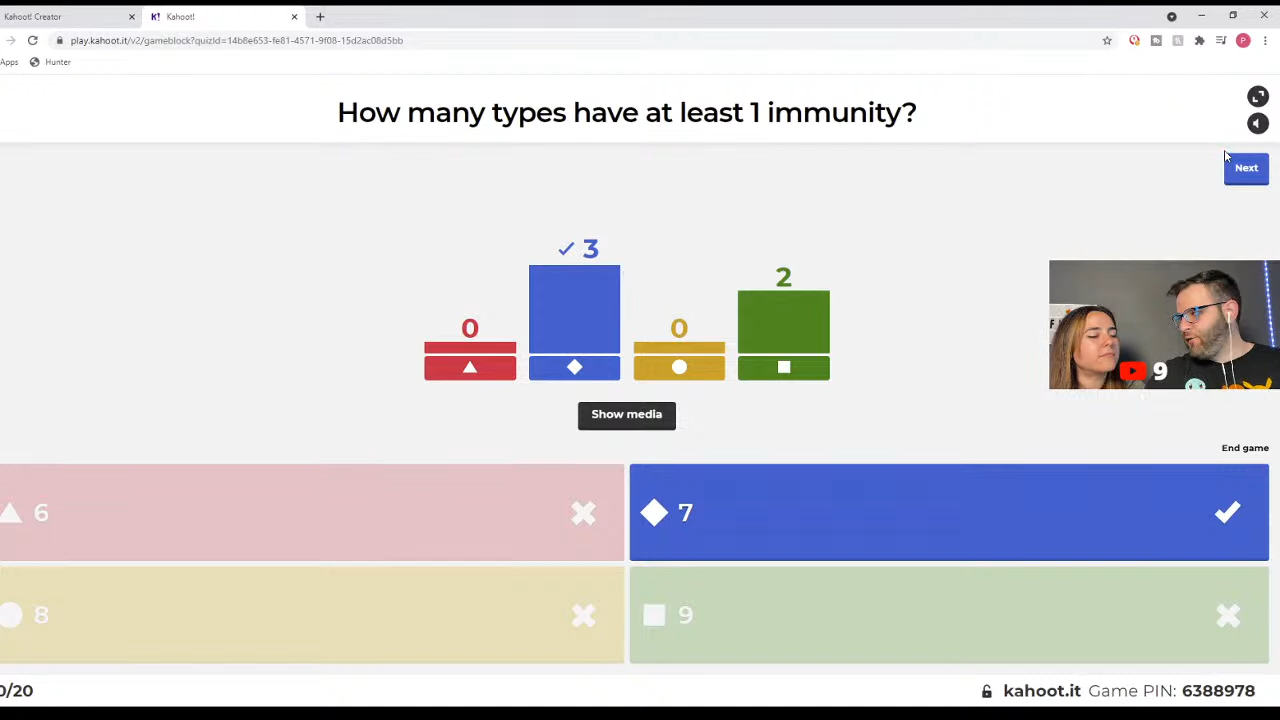 Kahoot! Creator
K! Kahoot!
play.kahoot.it/v2/gameblock?quizId=14b8e653-fe81-4571-9f08-15d2ac08d5bb
P
Apps Hunter
How many types have at least 1 immunity?
Next
3
2
0
0
9
Show media
End game
6
7
8
9
0/20
kahoot.it Game PIN: 6388978